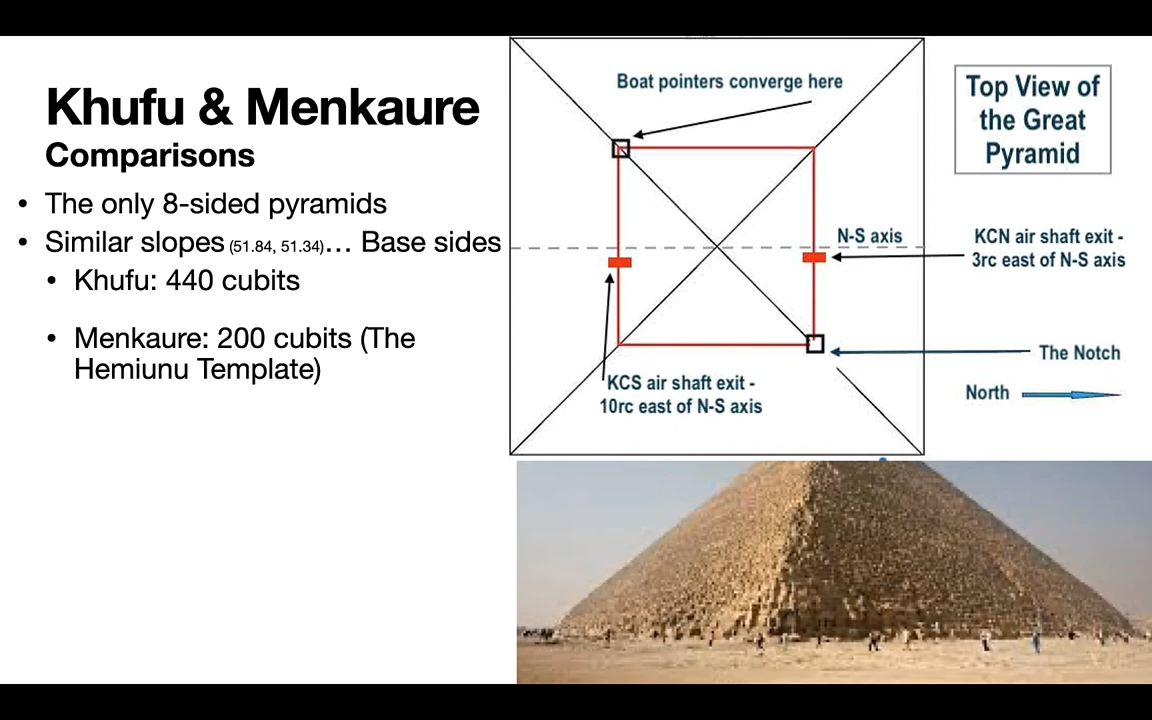 Khufu & Menkaure
Comparisons
• The only 8-sided pyramids
• Similar slopes (51.84, 51.34)… Base sides
• Khufu: 440 cubits
• Menkaure: 200 cubits (The
Hemiunu Template)
Boat pointers converge here
Top View of
the Great
Pyramid
N-S axis
KCN air shaft exit -
3rc east of N-S axis
The Notch
KCS air shaft exit -
10rc east of N-S axis
North